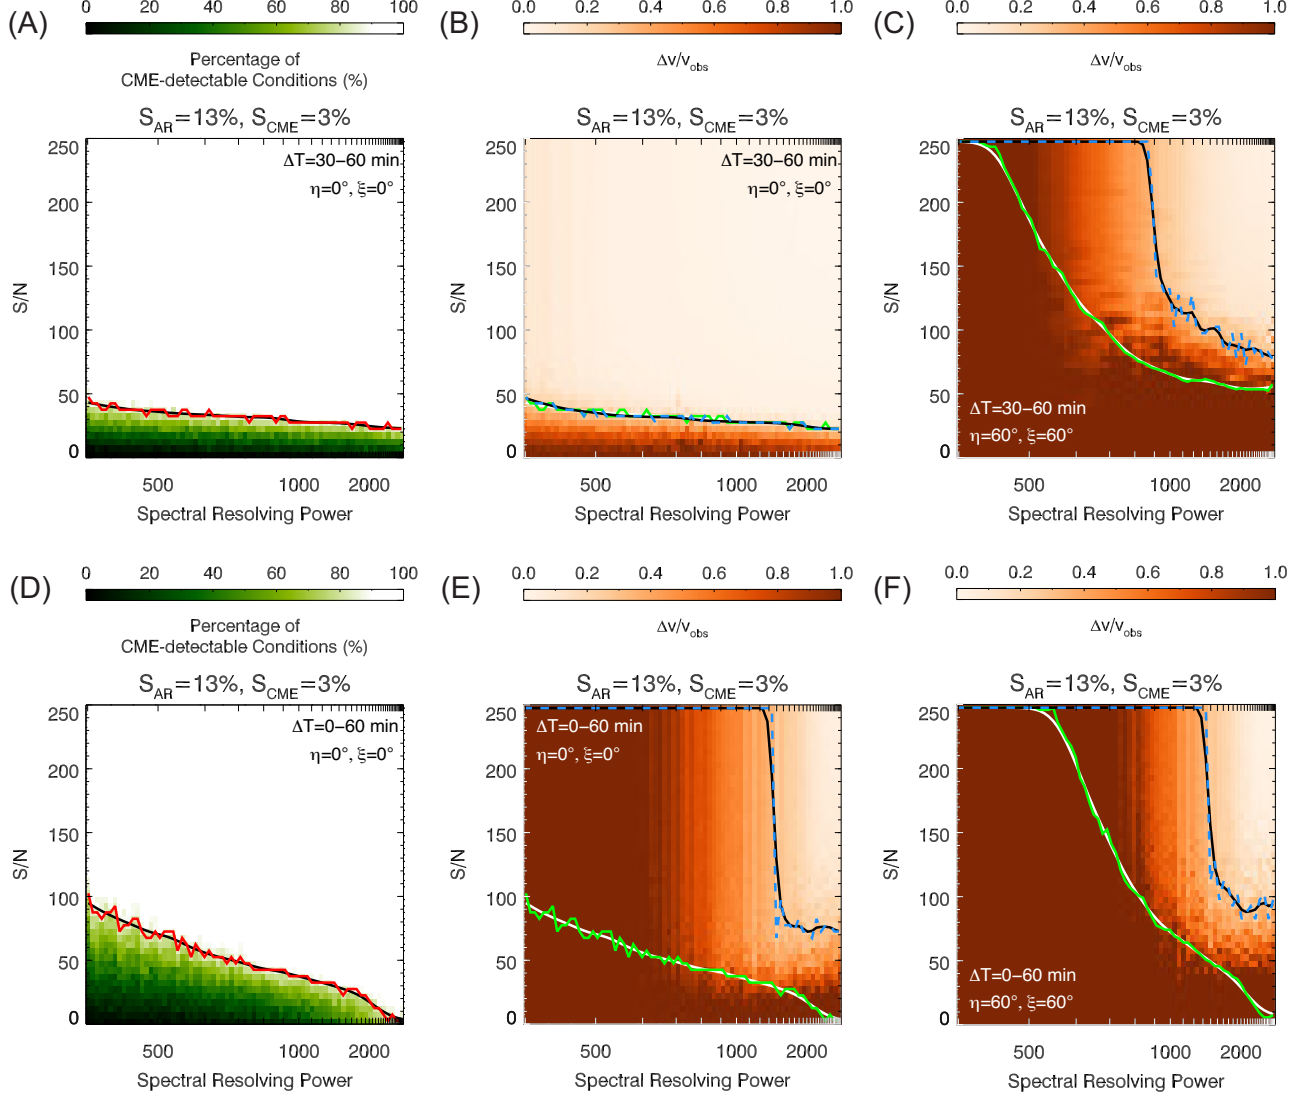 (A)
0 20 40 60 80 100
Percentage of
CME-detectable Conditions (%)
S_AR=13%, S_CME=3%
ΔT=30–60 min
η=0°, ξ=0°
250
200
150
100
50
0
S/N
500 1000 2000
Spectral Resolving Power
(B)
0.0 0.2 0.4 0.6 0.8 1.0
Δv/v_obs
S_AR=13%, S_CME=3%
ΔT=30–60 min
η=0°, ξ=0°
250
200
150
100
50
0
S/N
500 1000 2000
Spectral Resolving Power
(C)
0.0 0.2 0.4 0.6 0.8 1.0
Δv/v_obs
S_AR=13%, S_CME=3%
250
200
150
100
50
0
S/N
ΔT=30–60 min
η=60°, ξ=60°
500 1000 2000
Spectral Resolving Power
(D)
0 20 40 60 80 100
Percentage of
CME-detectable Conditions (%)
S_AR=13%, S_CME=3%
ΔT=0–60 min
η=0°, ξ=0°
250
200
150
100
50
0
S/N
500 1000 2000
Spectral Resolving Power
(E)
0.0 0.2 0.4 0.6 0.8 1.0
Δv/v_obs
S_AR=13%, S_CME=3%
ΔT=0–60 min
η=0°, ξ=0°
250
200
150
100
50
0
S/N
500 1000 2000
Spectral Resolving Power
(F)
0.0 0.2 0.4 0.6 0.8 1.0
Δv/v_obs
S_AR=13%, S_CME=3%
250
200
150
100
50
0
S/N
ΔT=0–60 min
η=60°, ξ=60°
500 1000 2000
Spectral Resolving Power